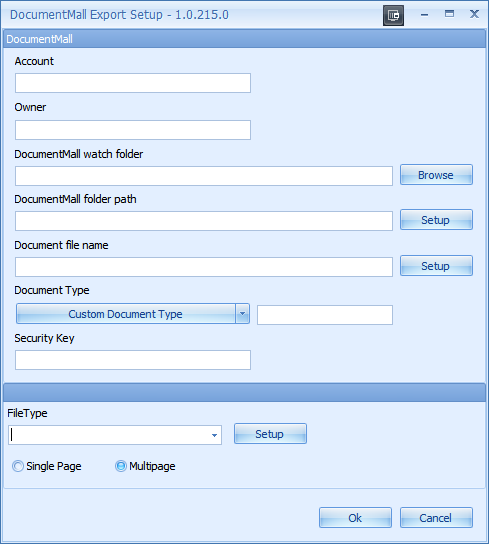 DocumentMall Export Setup - 1.0.215.0
DocumentMall
Account
Owner
DocumentMall watch folder
Browse
DocumentMall folder path
Setup
Document file name
Setup
Document Type
Custom Document Type
Security Key
FileType
Setup
Single Page Multipage
Ok Cancel